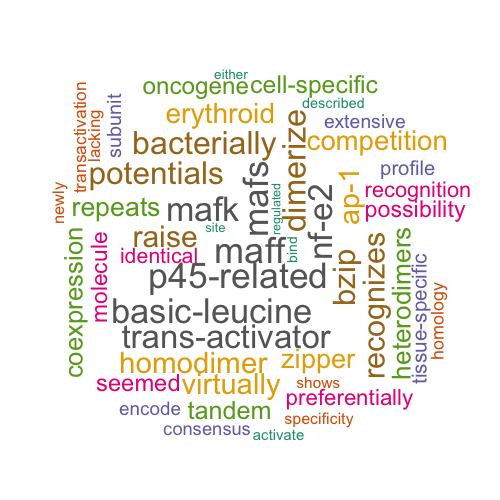 either
oncogene cell-specific
described
erythroid
extensive
bacterially
competition
potentials
profile
recognition
possibility
repeats
mafk
raise
site
identical
maff
p45-related
basic-leucine
trans-activator
homodimer
zipper
seemed
virtually
shows
preferentially
encode
tandem
specificity
consensus
activate
newly
transactivation
lacking
subunit
coexpression
molecule
mafs
regulated
bind
dimerize
nf-e2
ap-1
bzip
recognizes
heterodimers
tissue-specific
homology